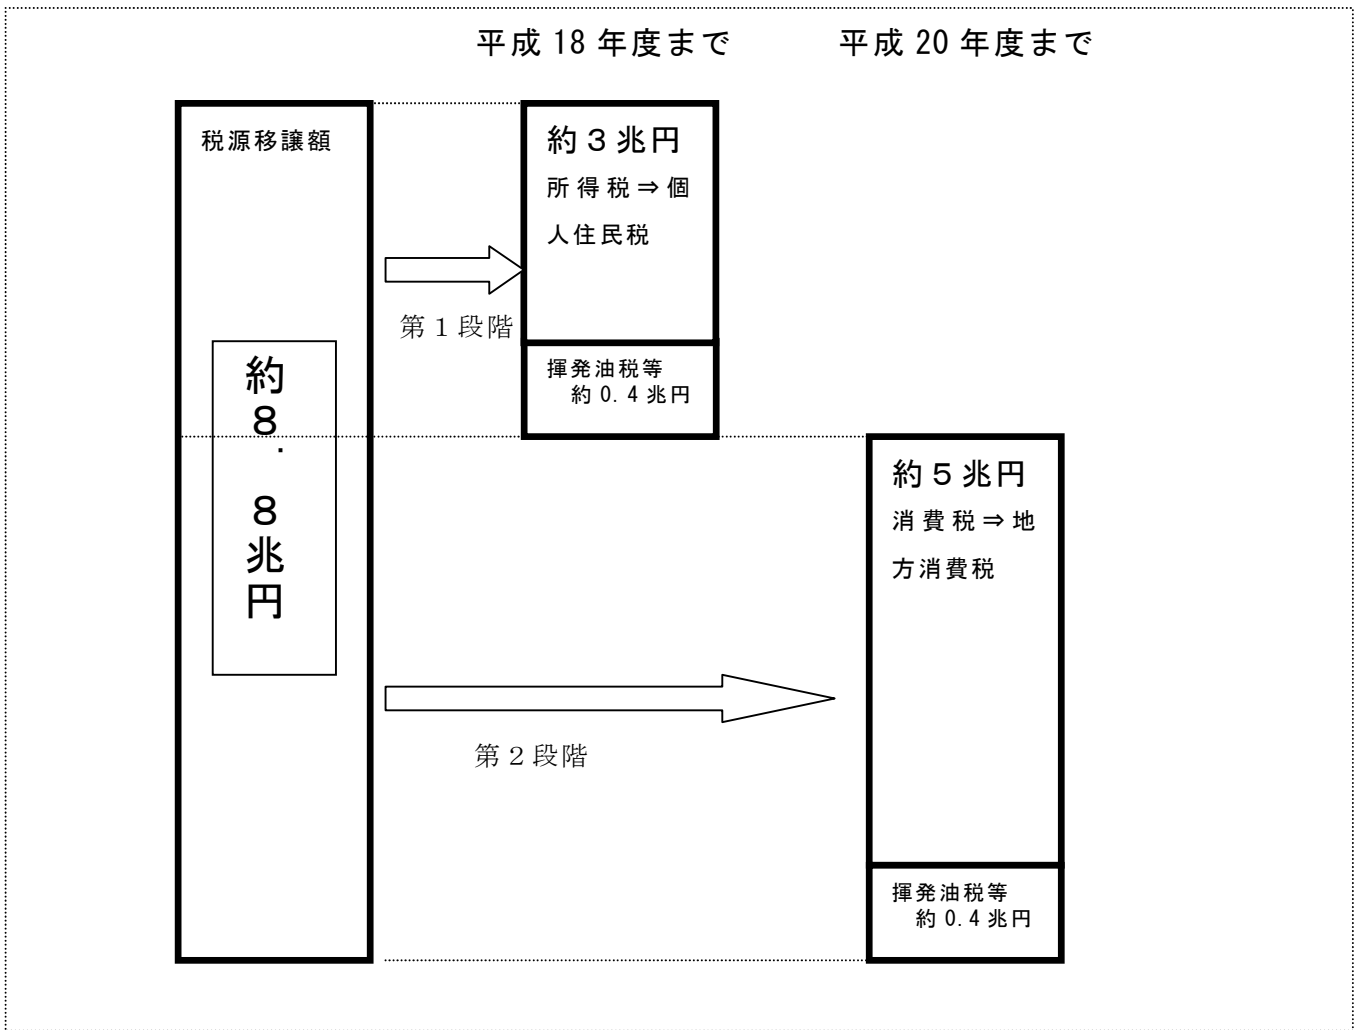 平成 18 年度まで
平成 20 年度まで
税源移譲額
約８．８兆円
約３兆円
所得税⇒個
人住民税
第１段階
揮発油税等
約 0.4 兆円
約５兆円
消費税⇒地
方消費税
第２段階
揮発油税等
約 0.4 兆円